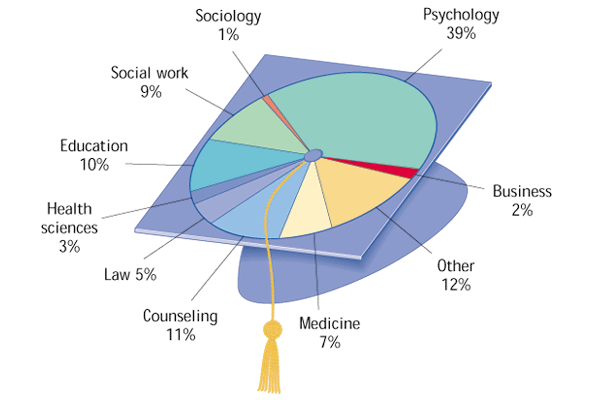 Sociology
1%
Psychology
39%
Social work
9%
Education
10%
Health
sciences
3%
Law 5%
Counseling
11%
Medicine
7%
Other
12%
Business
2%